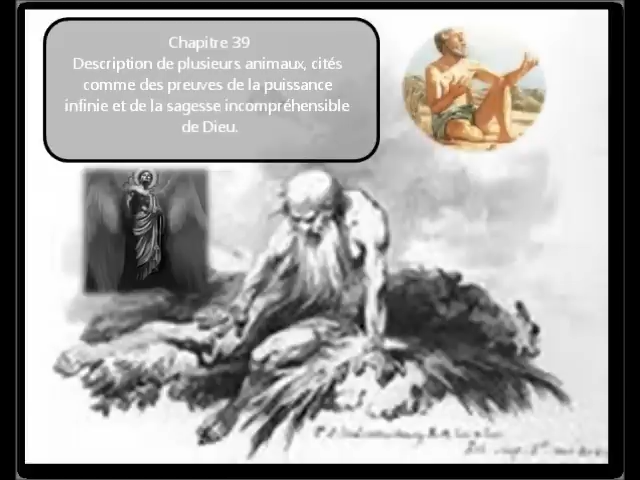 Chapitre 39
Description de plusieurs animaux, cités
comme des preuves de la puissance
infinie et de la sagesse incompréhensible
de Dieu.